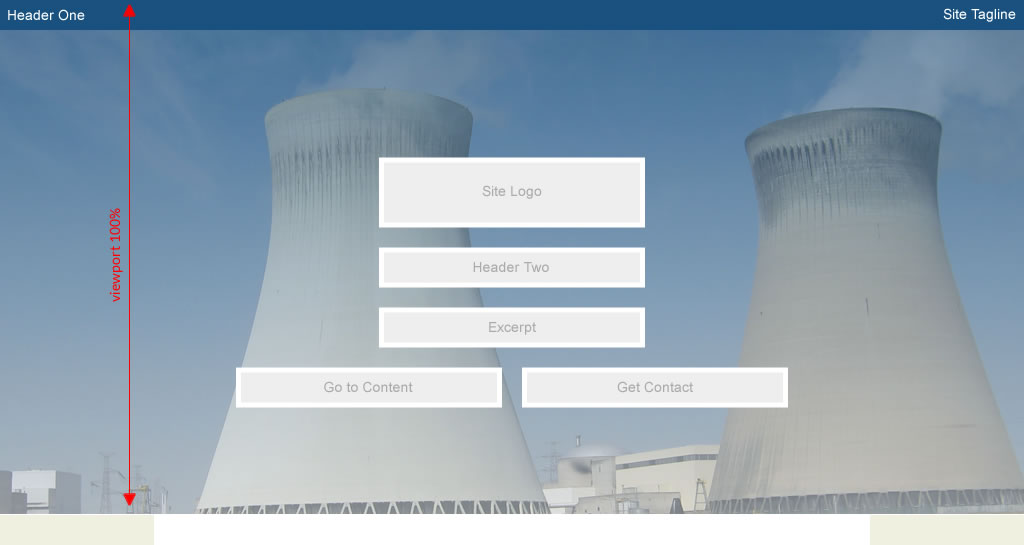 Header One
Site Tagline
viewport 100%
Site Logo
Header Two
Excerpt
Go to Content
Get Contact